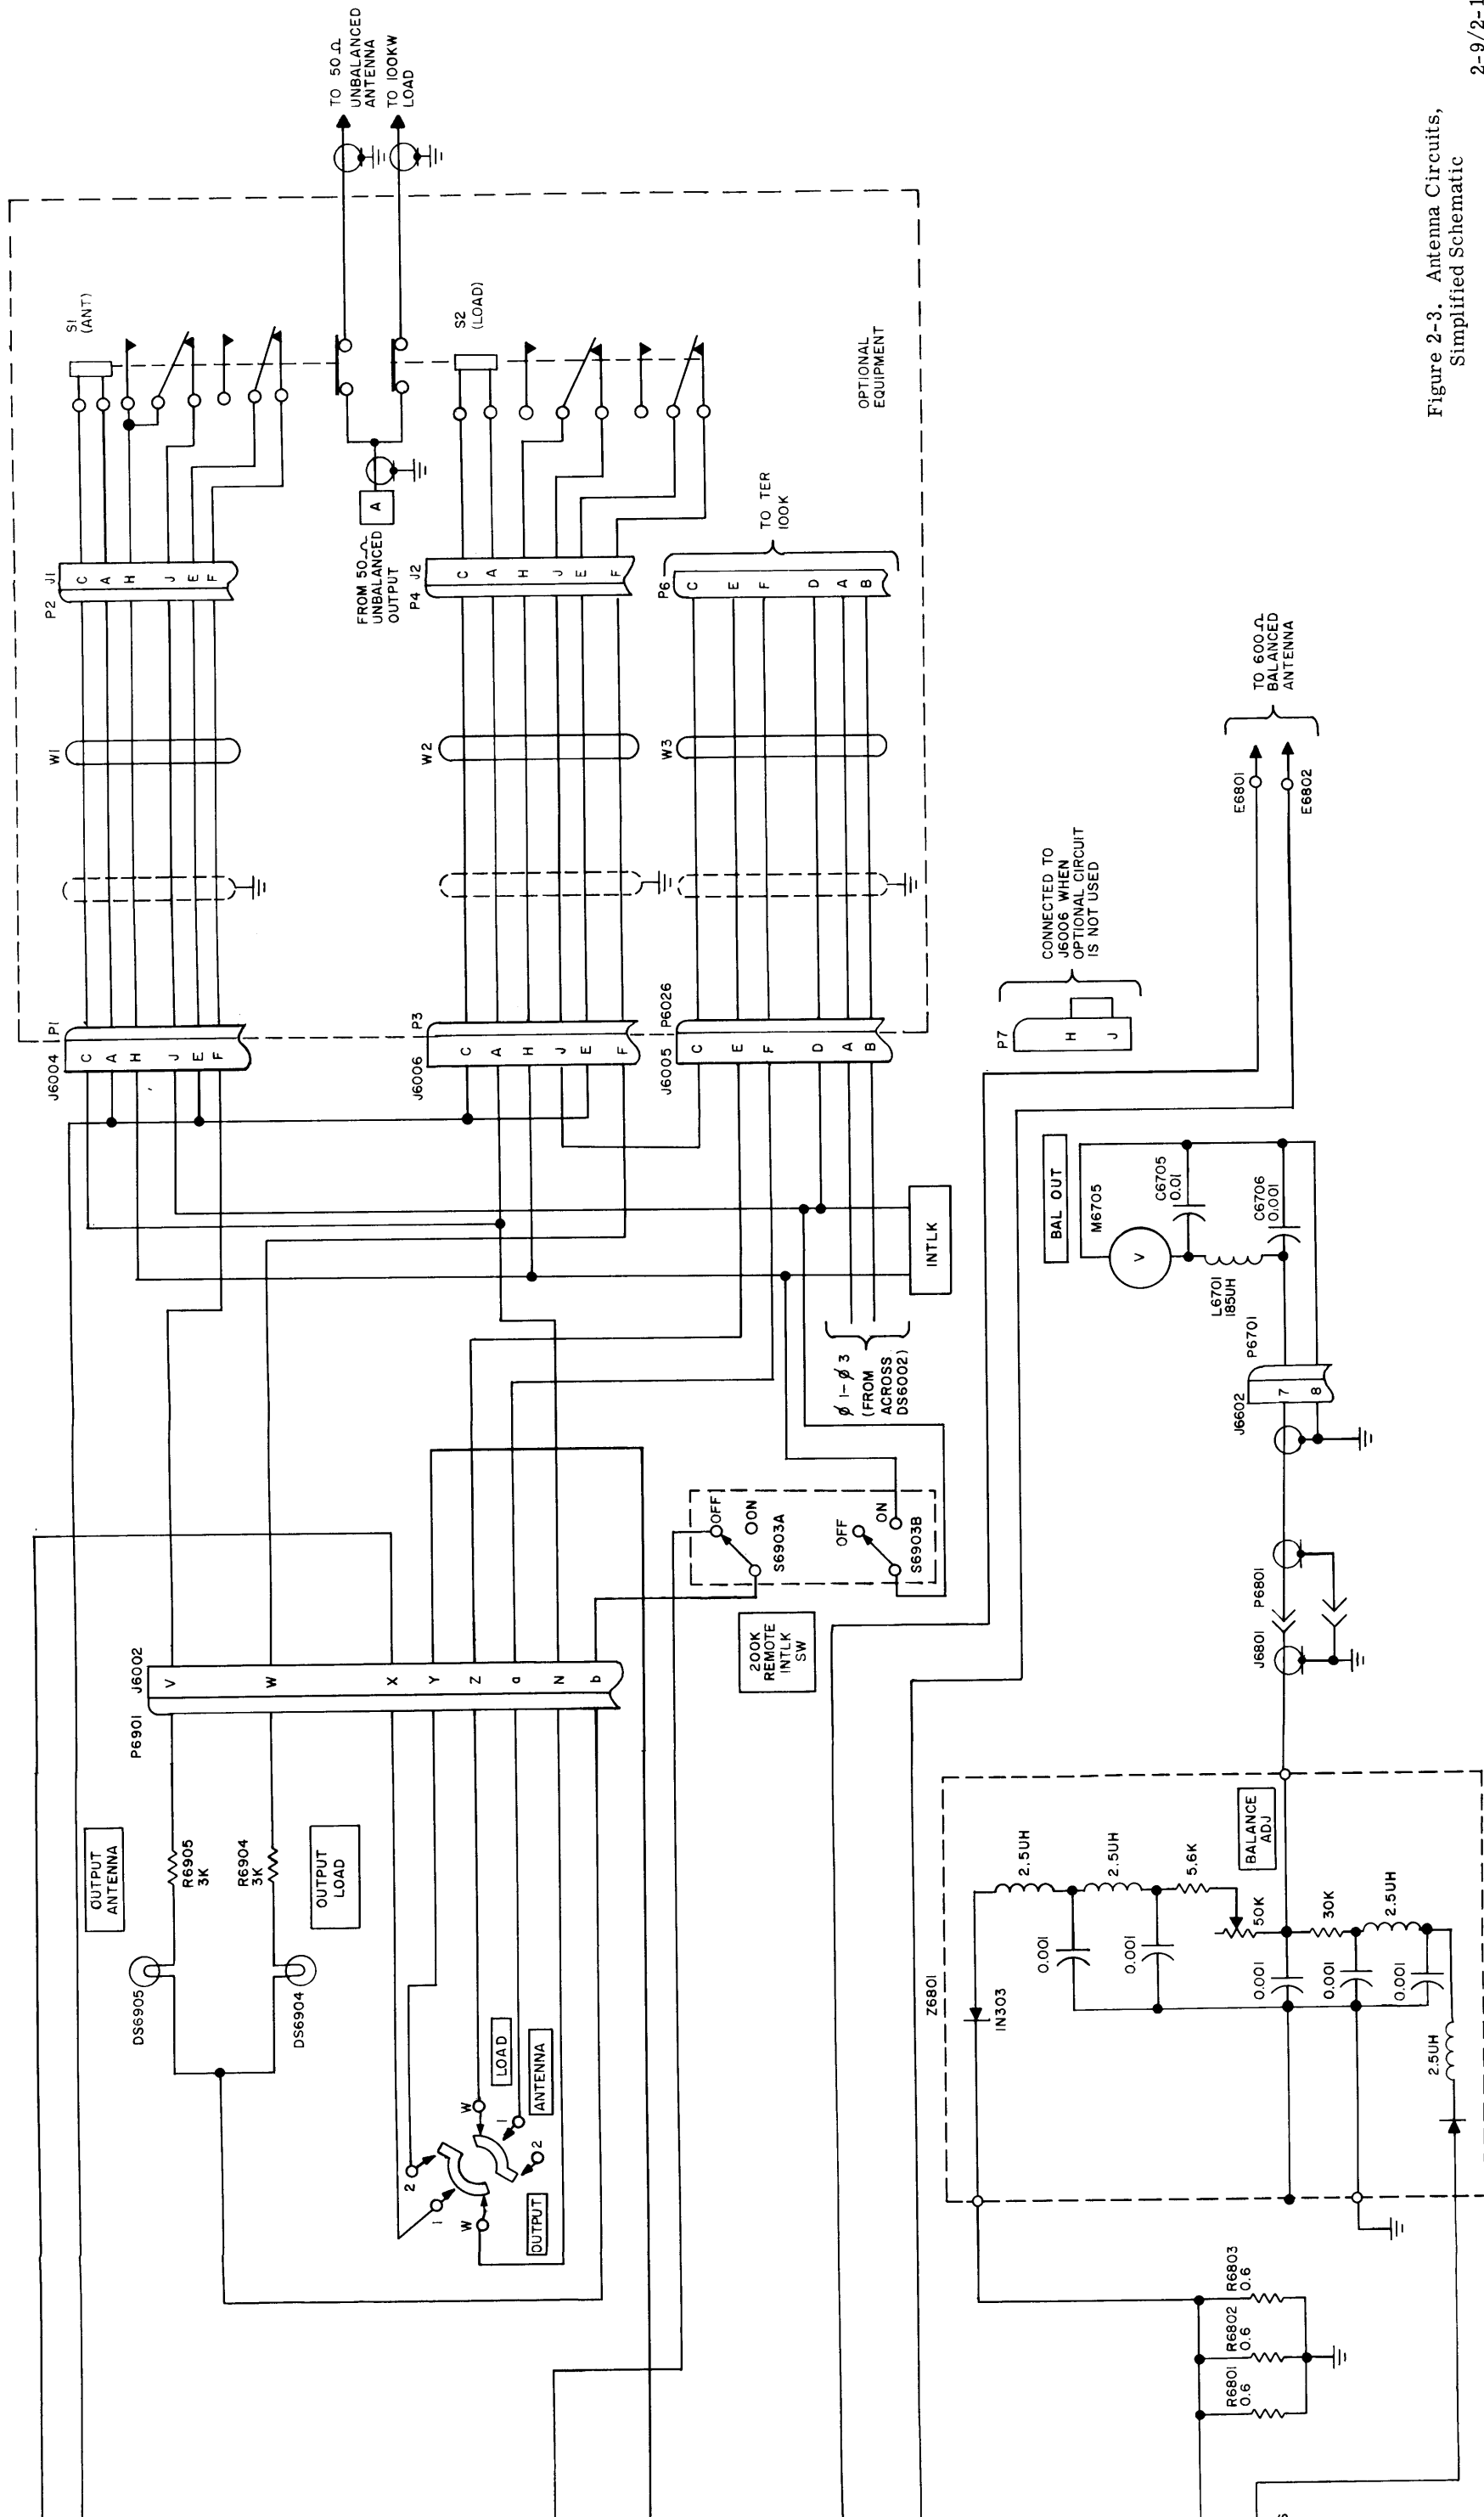 TO 50Ω
UNBALANCED
ANTENNA
TO 100KW
LOAD
S1
(ANT)
S2
(LOAD)
OPTIONAL
EQUIPMENT
A
FROM 50Ω
UNBALANCED
OUTPUT
P2 J1
C
A
H
J
E
F
P4 J2
C
A
H
J
E
F
P6
C
E
F
D
A
B
TO TER
100K
W1
W2
W3
J6004 P1
C
A
H
J
E
F
J6006 P3
C
A
H
J
E
F
J6005 P6026
C
E
F
D
A
B
P7
H
J
CONNECTED TO
J6006 WHEN
OPTIONAL CIRCUIT
IS NOT USED
E6801
E6802
TO 600Ω
BALANCED
ANTENNA
INTLK
Ø 1-Ø 3
(FROM
ACROSS
DS6002)
BAL OUT
M6705
V
C6705
0.01
C6706
0.001
L6701
185UH
J6602 P6701
7
8
P6901 J6002
V
W
X
Y
Z
a
N
b
OFF
ON
S6903A
OFF
ON
S6903B
200K
REMOTE
INTLK
SW
J6801 P6801
OUTPUT
ANTENNA
R6905
3K
R6904
3K
OUTPUT
LOAD
DS6905
DS6904
LOAD
ANTENNA
OUTPUT
W
1
2
2
1
W
Z6801
1N303
2.5UH
2.5UH
5.6K
50K
BALANCE
ADJ
30K
2.5UH
0.001
0.001
0.001
0.001
0.001
2.5UH
R6801
0.6
R6802
0.6
R6803
0.6
Figure 2-3. Antenna Circuits,
Simplified Schematic
2-9/2-1